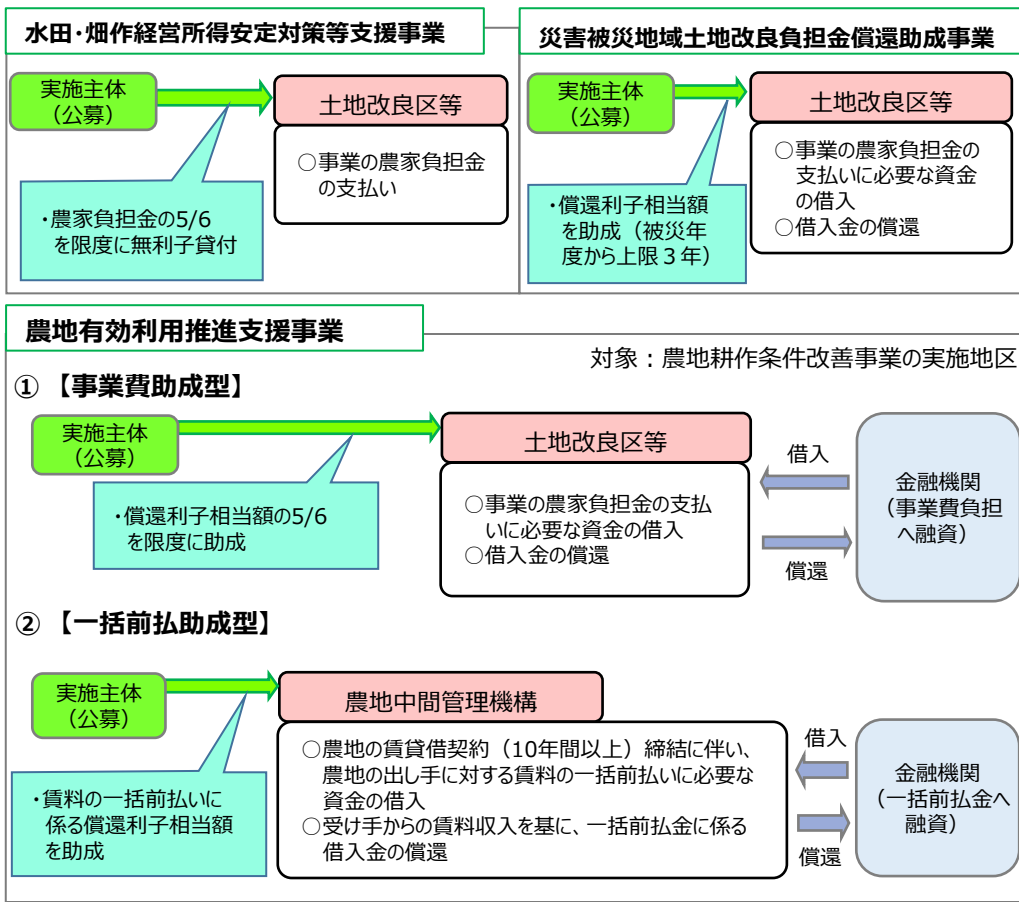 水田・畑作経営所得安定対策等支援事業
実施主体
（公募）
土地改良区等
○事業の農家負担金
の支払い
・農家負担金の5/6
を限度に無利子貸付
災害被災地域土地改良負担金償還助成事業
実施主体
（公募）
土地改良区等
○事業の農家負担金の
支払いに必要な資金
の借入
○借入金の償還
・償還利子相当額
を助成（被災年
度から上限３年）
農地有効利用推進支援事業
対象：農地耕作条件改善事業の実施地区
① 【事業費助成型】
実施主体
（公募）
土地改良区等
○事業の農家負担金の支払
いに必要な資金の借入
○借入金の償還
・償還利子相当額の5/6
を限度に助成
借入
償還
金融機関
（事業費負担
へ融資）
② 【一括前払助成型】
実施主体
（公募）
農地中間管理機構
○農地の賃貸借契約（10年間以上）締結に伴い、
農地の出し手に対する賃料の一括前払いに必要な
資金の借入
○受け手からの賃料収入を基に、一括前払金に係る
借入金の償還
・賃料の一括前払いに
係る償還利子相当額
を助成
借入
償還
金融機関
（一括前払金へ
融資）